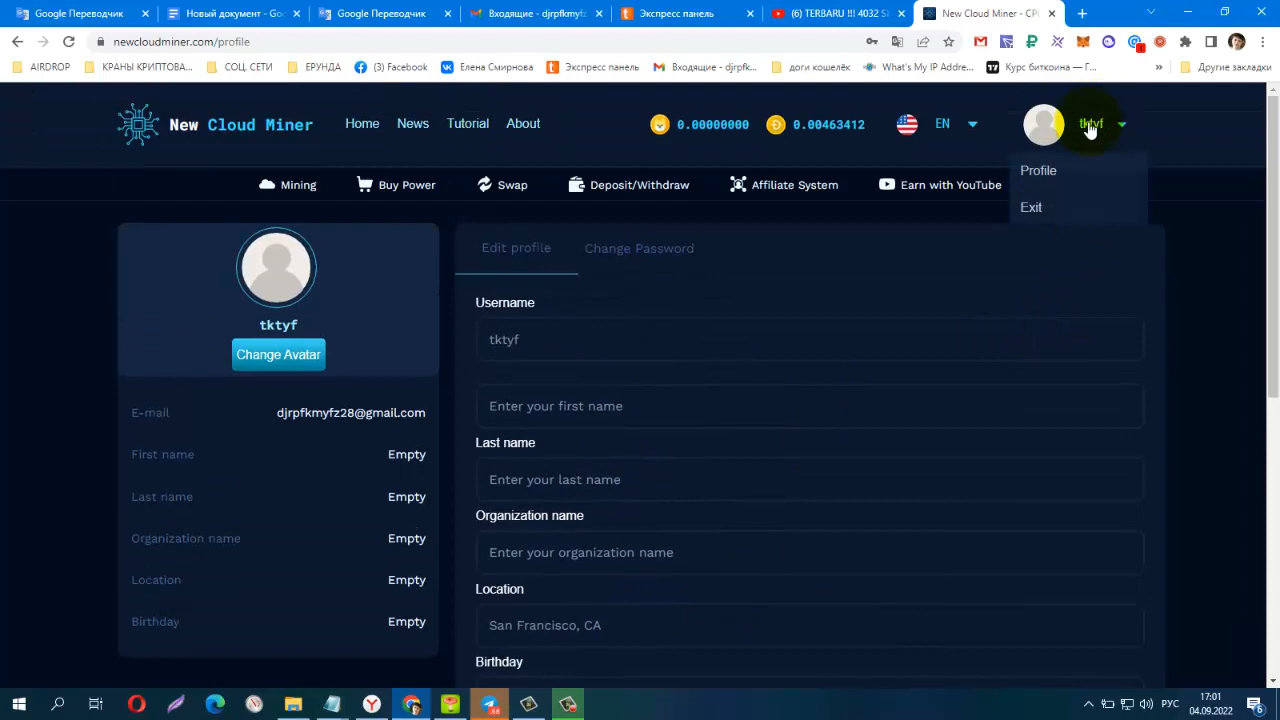 Google Переводчик
Новый документ - Go
Google Переводчик
Входящие - djrpfkmyfz
Экспресс панель
(6) TERBARU !!! 4032 S
New Cloud Miner - CPU
newcloudminer.com/profile
AIRDROP
КРАНЫ КРИПТОВА...
СОЦ. СЕТИ
ЕРУНДА
(3) Facebook
Елена Смирнова
Экспресс панель
Входящие - djrpfk...
доги кошелёк
What's My IP Addre...
Курс биткоина — Г...
»
Другие закладки
New Cloud Miner
Home
News
Tutorial
About
0.00000000
0.00463412
EN
tktyf
Profile
Exit
Mining
Buy Power
Swap
Deposit/Withdraw
Affiliate System
Earn with YouTube
tktyf
Change Avatar
E-mail djrpfkmyfz28@gmail.com
First name Empty
Last name Empty
Organization name Empty
Location Empty
Birthday Empty
Edit profile
Change Password
Username
tktyf
Enter your first name
Last name
Enter your last name
Organization name
Enter your organization name
Location
San Francisco, CA
Birthday
РУС
17:01
04.09.2022